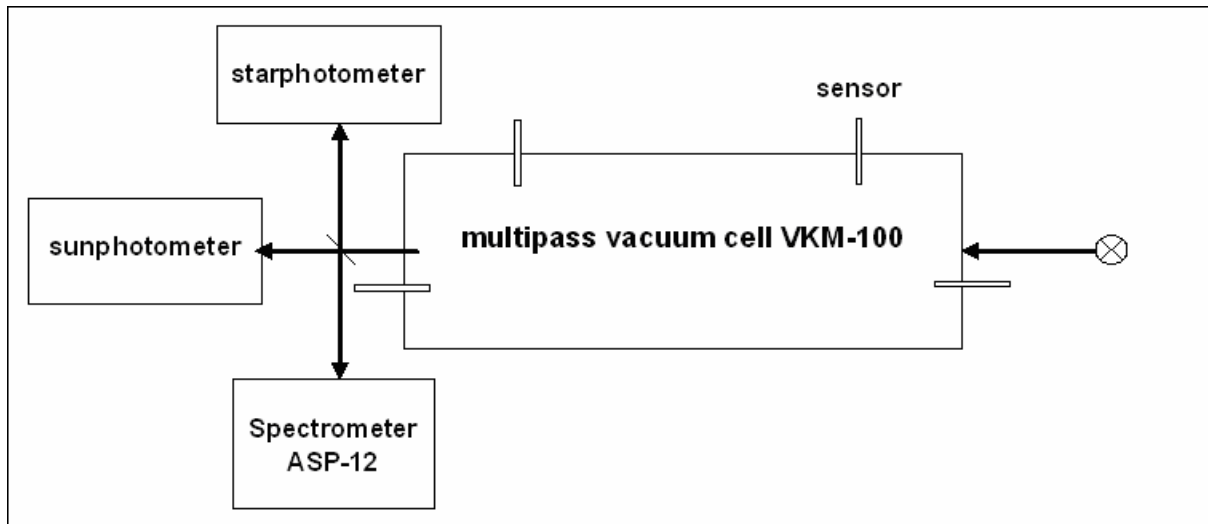 starphotometer
sensor
sunphotometer
multipass vacuum cell VKM-100
Spectrometer
ASP-12